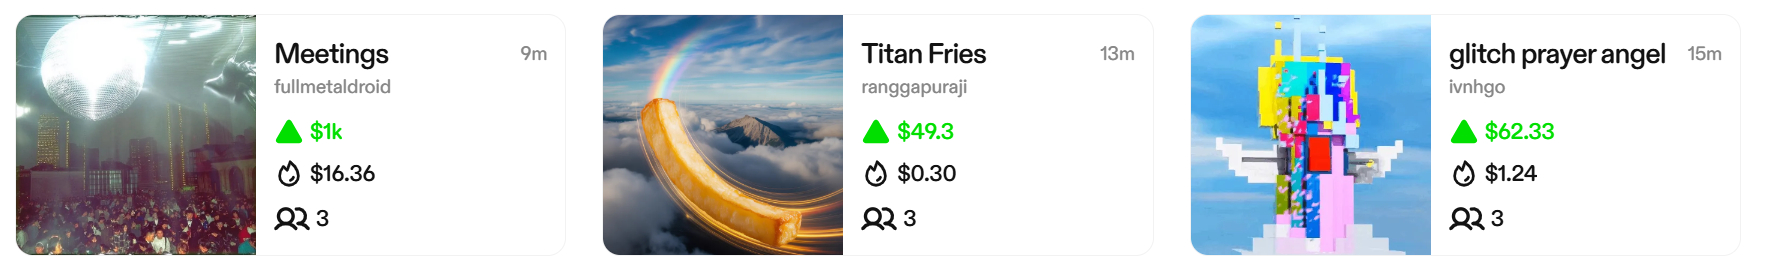 Meetings 9m
fullmetaldroid
$1k
$16.36
3
Titan Fries 13m
ranggapuraji
$49.3
$0.30
3
glitch prayer angel 15m
ivnhgo
$62.33
$1.24
3